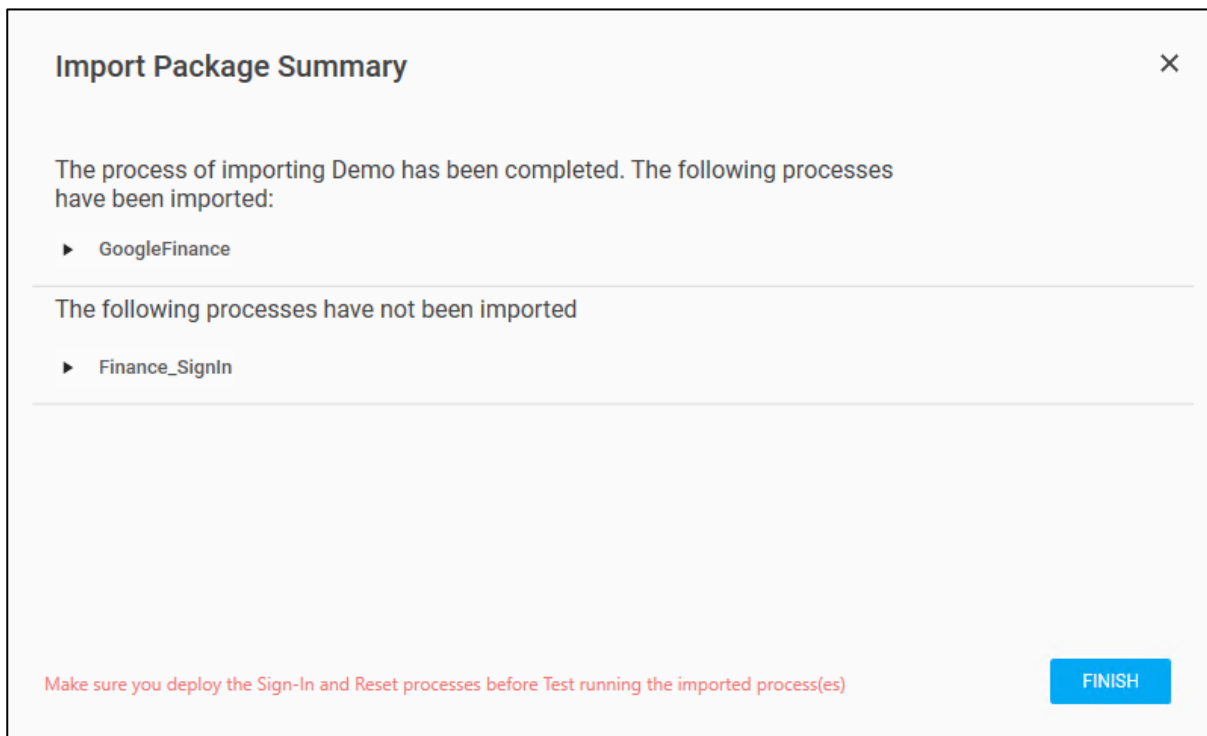 Import Package Summary
The process of importing Demo has been completed. The following processes
have been imported:
GoogleFinance
The following processes have not been imported
Finance_SignIn
Make sure you deploy the Sign-In and Reset processes before Test running the imported process(es)
FINISH